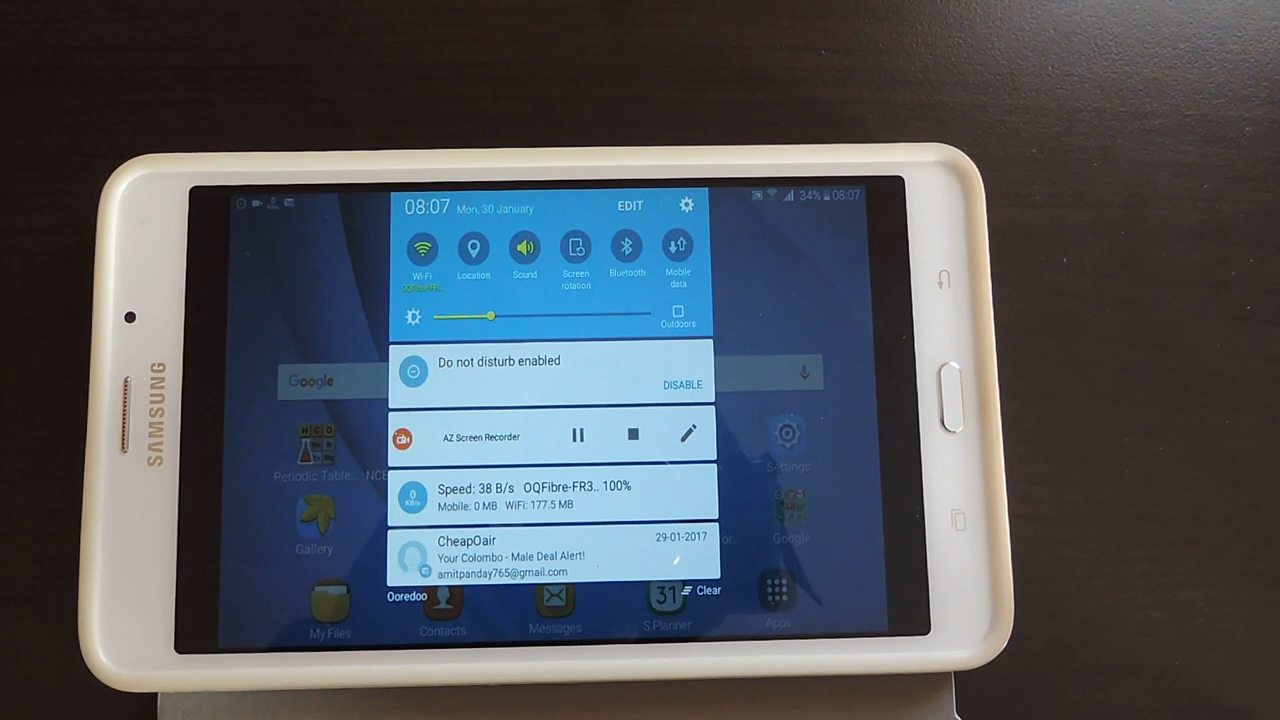 34% 08:07
08:07 Mon, 30 January EDIT
Wi-Fi Location Sound Screen rotation Bluetooth Mobile data
Outdoors
Do not disturb enabled
DISABLE
Google
AZ Screen Recorder
Periodic Table.. NCE
Settings
0
KB/s
Speed: 38 B/s OQFibre-FR3.. 100%
Mobile: 0 MB WiFi: 177.5 MB
Gallery
Google
CheapOair 29-01-2017
Your Colombo - Male Deal Alert!
amitpanday765@gmail.com
Ooredoo
31
Clear
My Files Contacts Messages S Planner Apps
SAMSUNG